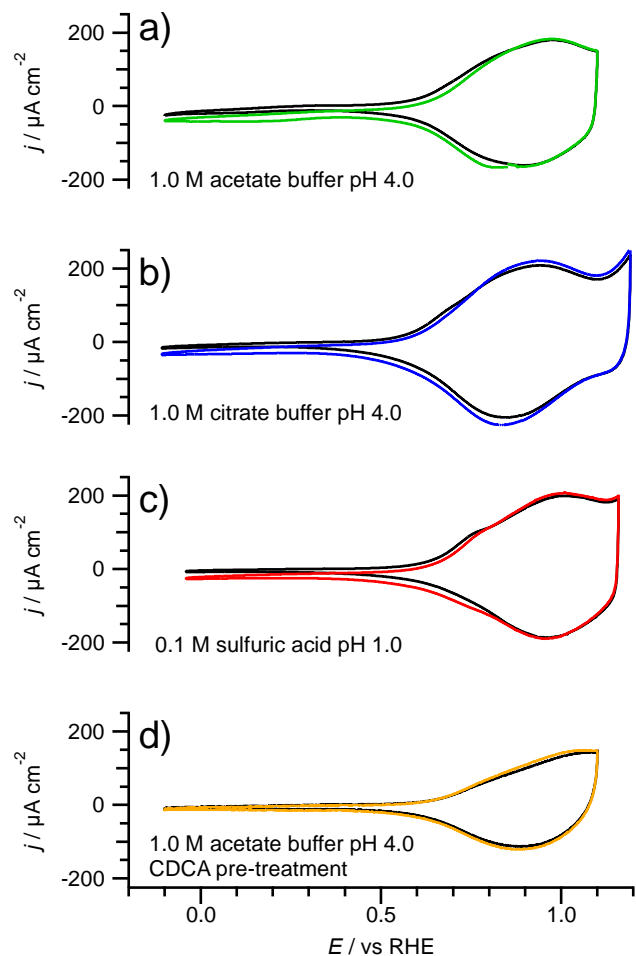 a)
200
0
-200
j / µA cm⁻²
1.0 M acetate buffer pH 4.0
b)
200
0
-200
j / µA cm⁻²
1.0 M citrate buffer pH 4.0
c)
200
0
-200
j / µA cm⁻²
0.1 M sulfuric acid pH 1.0
d)
200
0
-200
j / µA cm⁻²
1.0 M acetate buffer pH 4.0
CDCA pre-treatment
0.0 0.5 1.0
E / vs RHE